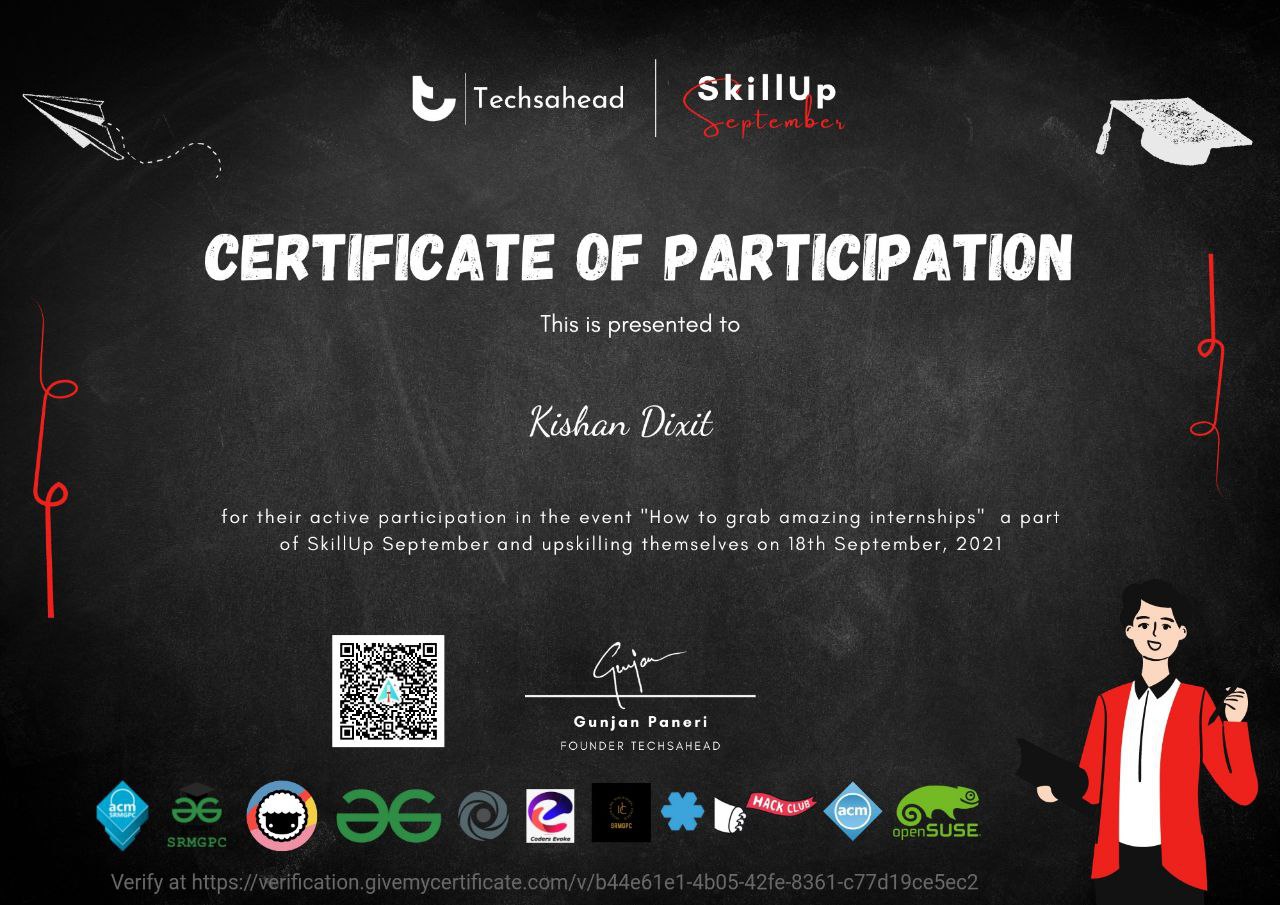 Techsahead
SkillUp
September
CERTIFICATE OF PARTICIPATION
This is presented to
Kishan Dixit
for their active participation in the event "How to grab amazing internships" a part
of SkillUp September and upskilling themselves on 18th September, 2021
Gunjan
Gunjan Paneri
FOUNDER TECHSAHEAD
acm
SRMGPC
SRMGPC
Coders Evoke
SRMGPC
HACK CLUB
acm
openSUSE
Verify at https://verification.givemycertificate.com/v/b44e61e1-4b05-42fe-8361-c77d19ce5ec2